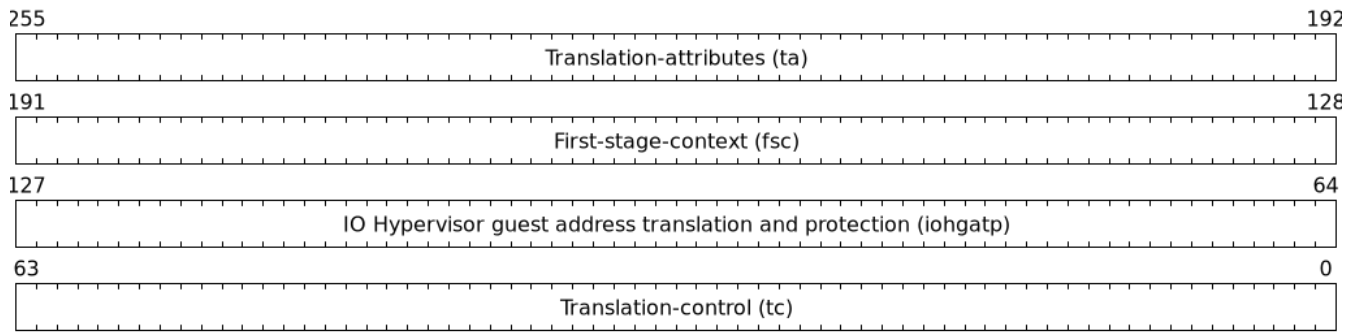 255 192
Translation-attributes (ta)
191 128
First-stage-context (fsc)
127 64
IO Hypervisor guest address translation and protection (iohgatp)
63 0
Translation-control (tc)